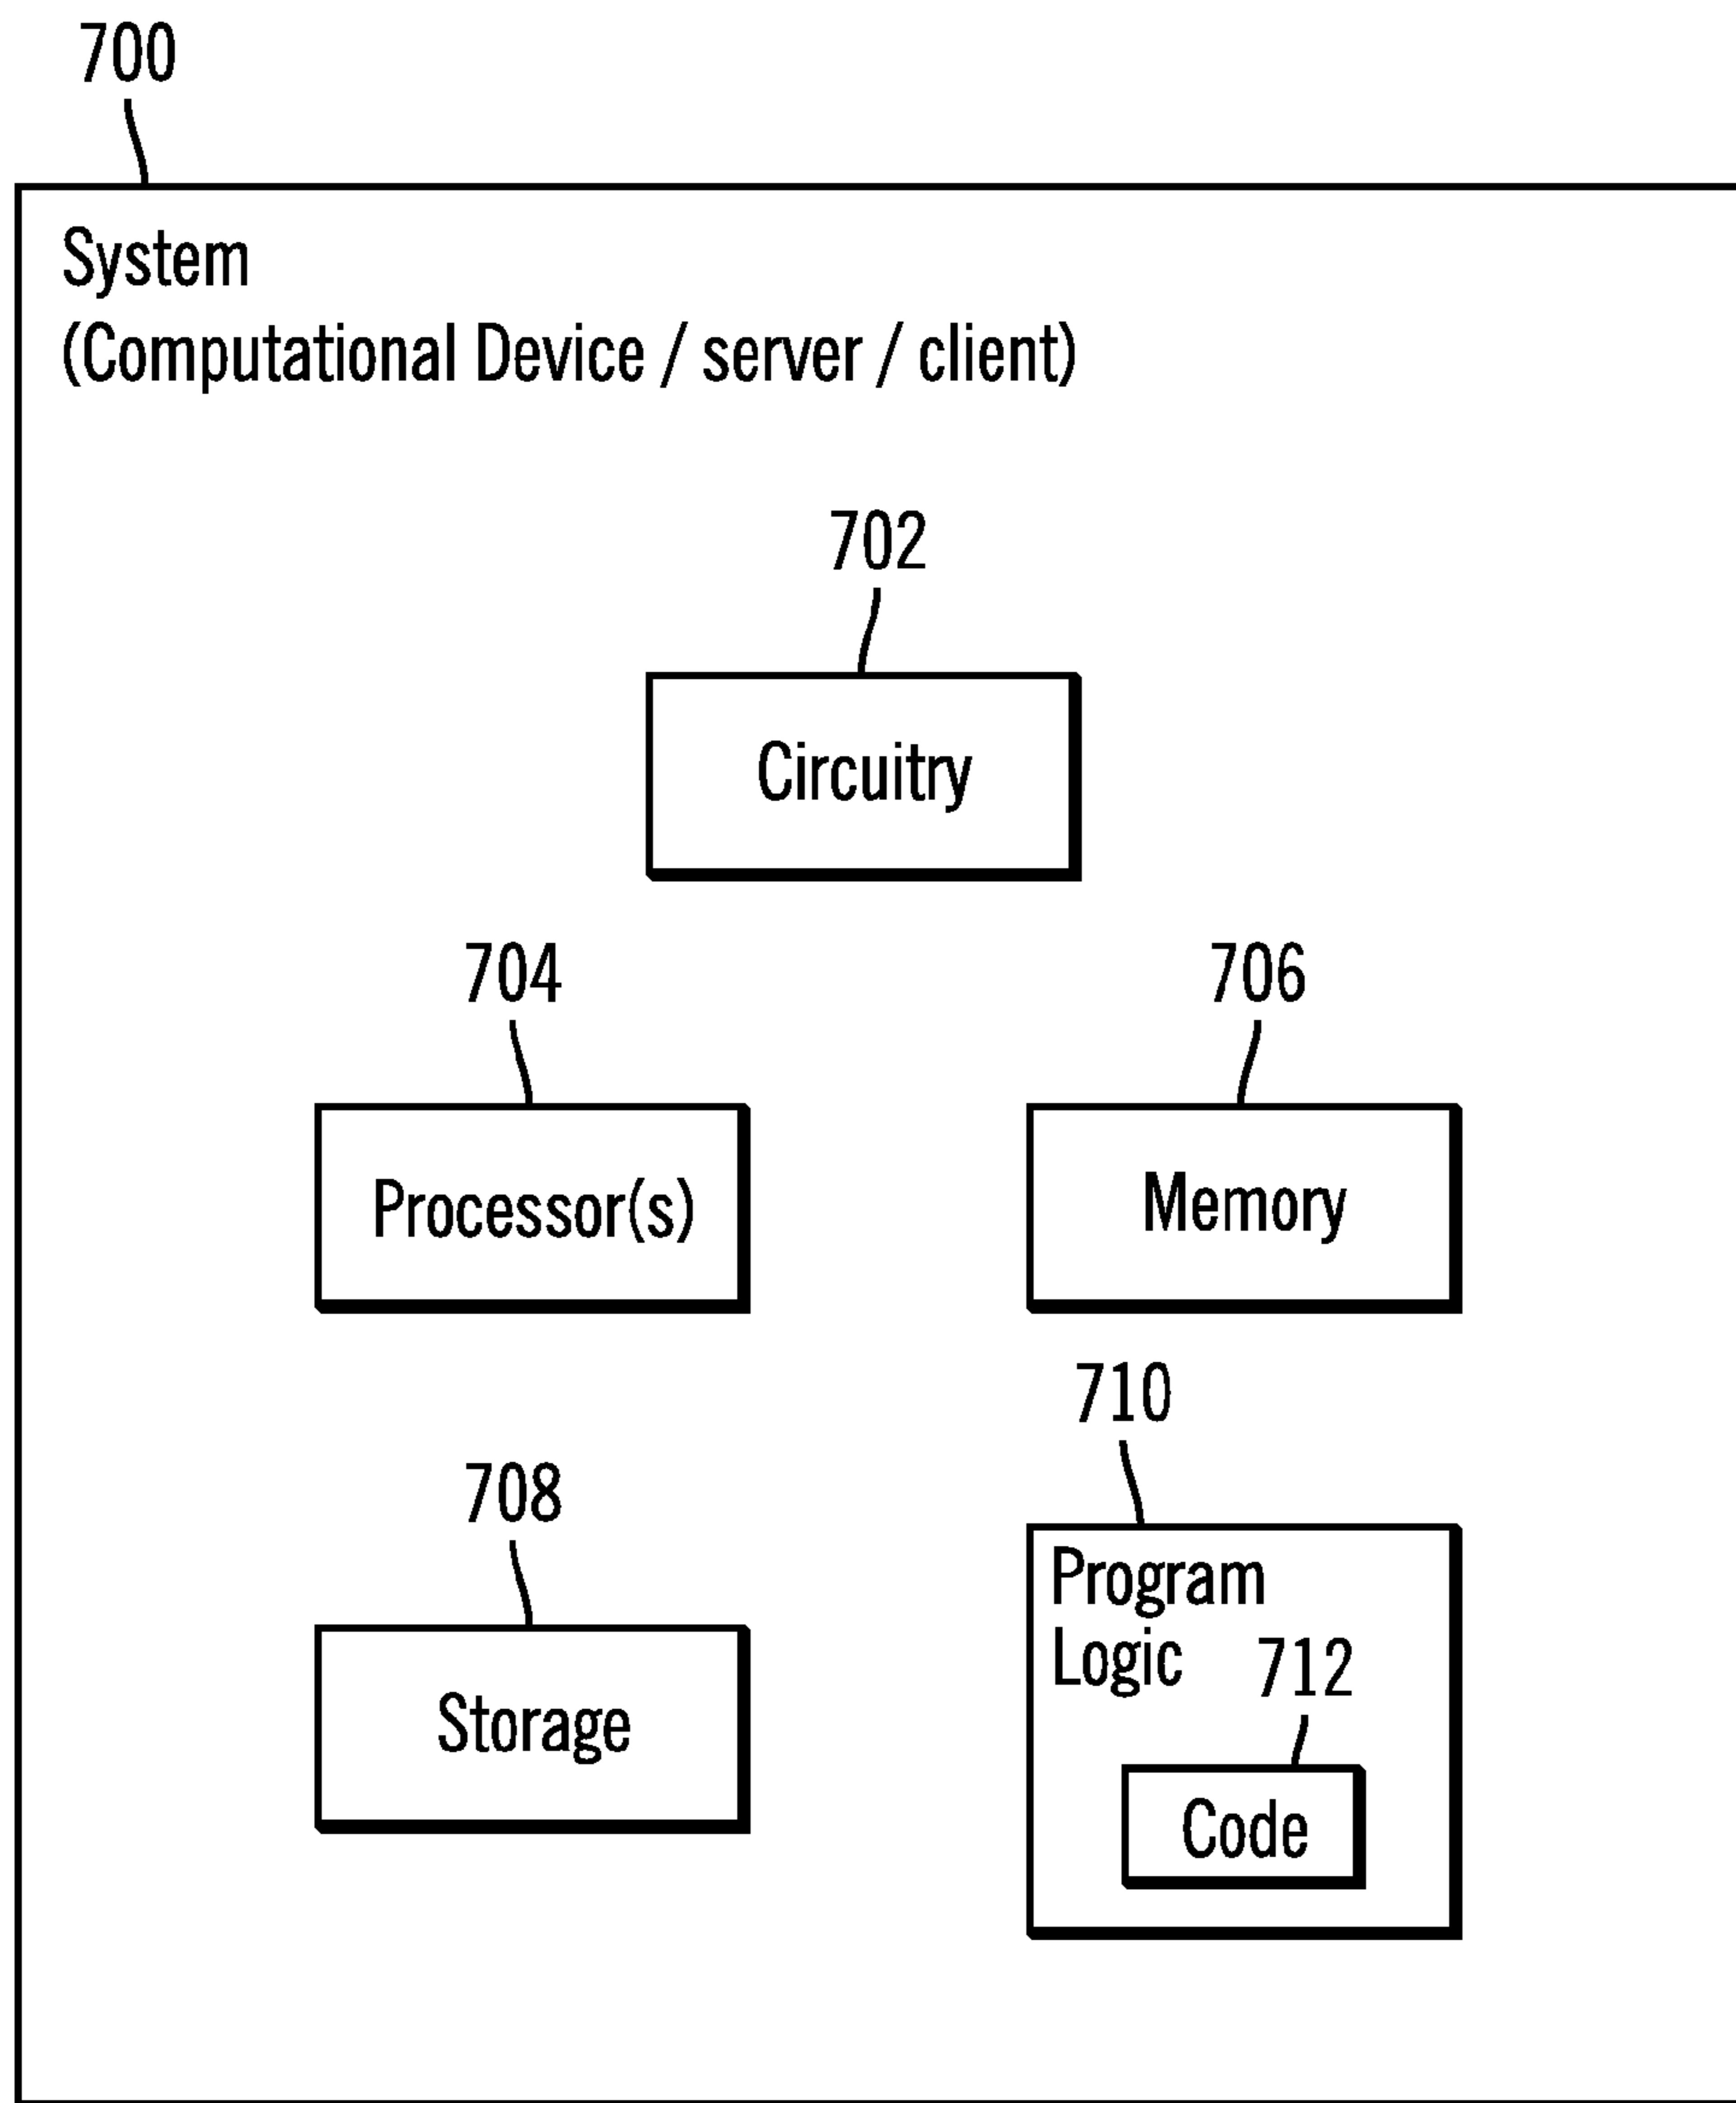 700
System
(Computational Device / server / client)
702
Circuitry
704
706
Processor(s)
Memory
710
708
Program
Logic
712
Storage
Code